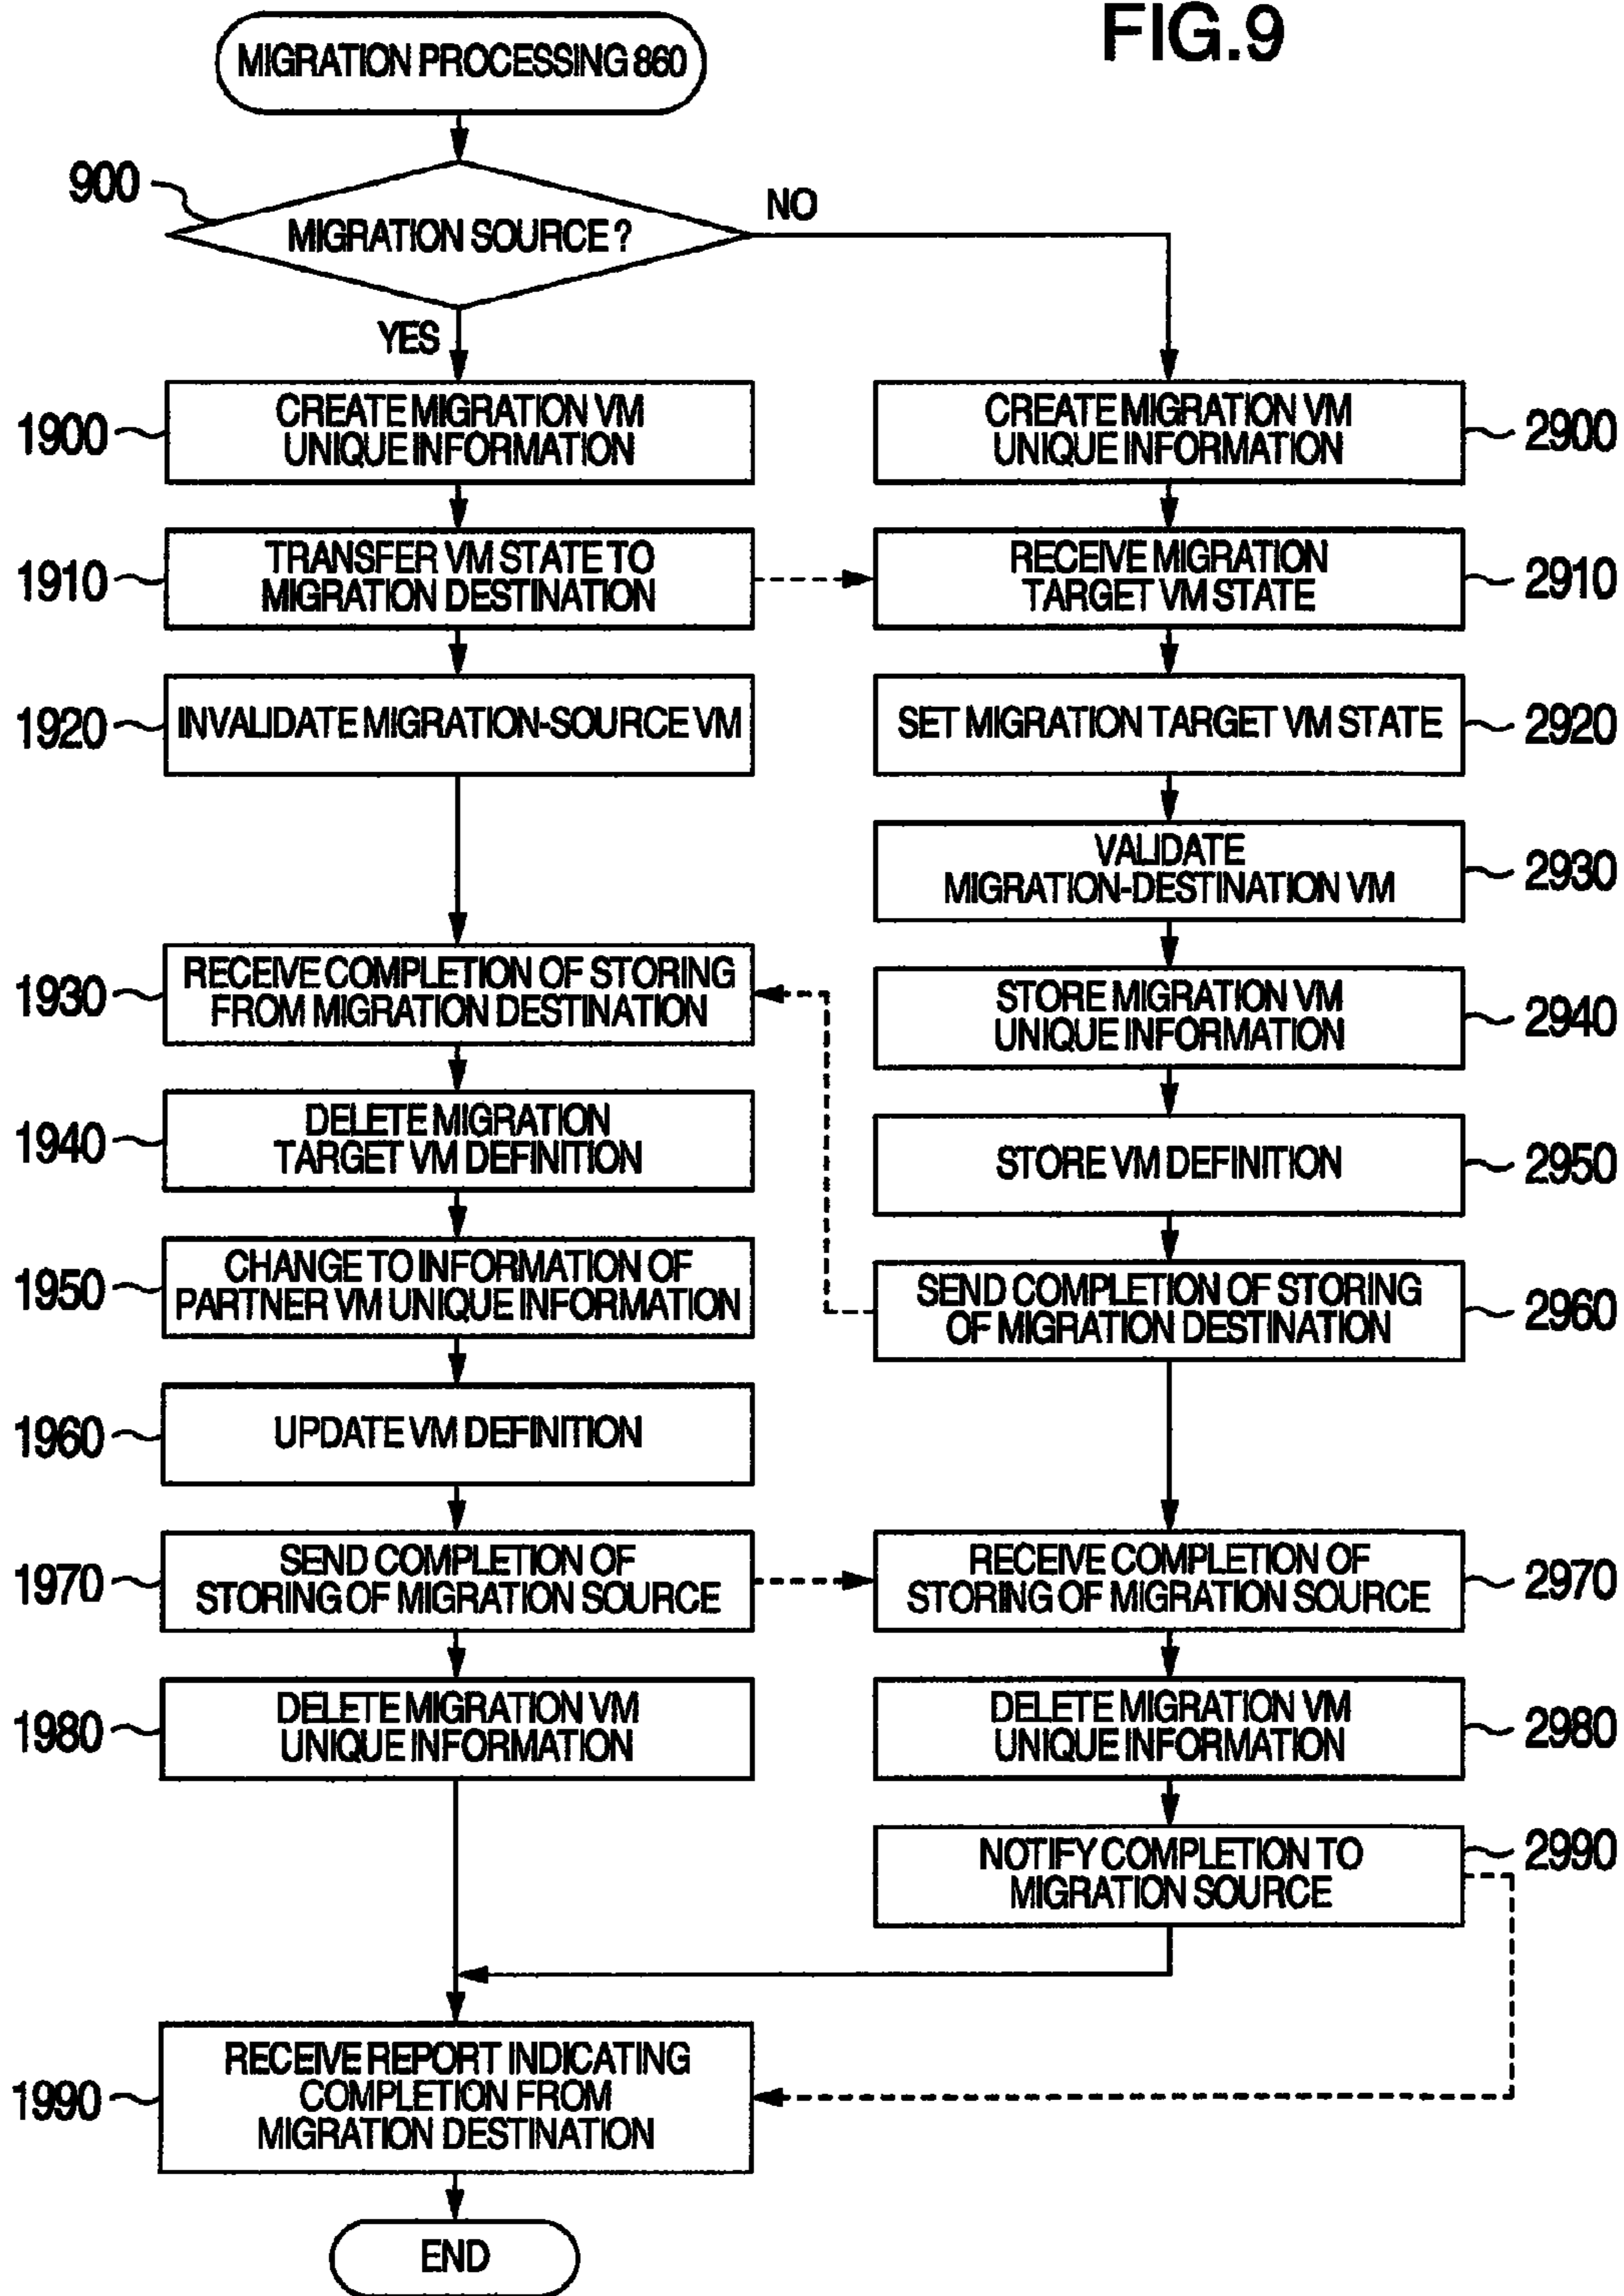 FIG.9
MIGRATION PROCESSING 860
900
MIGRATION SOURCE?
NO
YES
1900
CREATE MIGRATION VM
UNIQUE INFORMATION
CREATE MIGRATION VM
UNIQUE INFORMATION
2900
1910
TRANSFER VM STATE TO
MIGRATION DESTINATION
RECEIVE MIGRATION
TARGET VM STATE
2910
1920
INVALIDATE MIGRATION-SOURCE VM
SET MIGRATION TARGET VM STATE
2920
VALIDATE
MIGRATION-DESTINATION VM
2930
1930
RECEIVE COMPLETION OF STORING
FROM MIGRATION DESTINATION
STORE MIGRATION VM
UNIQUE INFORMATION
2940
1940
DELETE MIGRATION
TARGET VM DEFINITION
STORE VM DEFINITION
2950
1950
CHANGE TO INFORMATION OF
PARTNER VM UNIQUE INFORMATION
SEND COMPLETION OF STORING
OF MIGRATION DESTINATION
2960
1960
UPDATE VM DEFINITION
1970
SEND COMPLETION OF
STORING OF MIGRATION SOURCE
RECEIVE COMPLETION OF
STORING OF MIGRATION SOURCE
2970
1980
DELETE MIGRATION VM
UNIQUE INFORMATION
DELETE MIGRATION VM
UNIQUE INFORMATION
2980
NOTIFY COMPLETION TO
MIGRATION SOURCE
2990
1990
RECEIVE REPORT INDICATING
COMPLETION FROM
MIGRATION DESTINATION
END